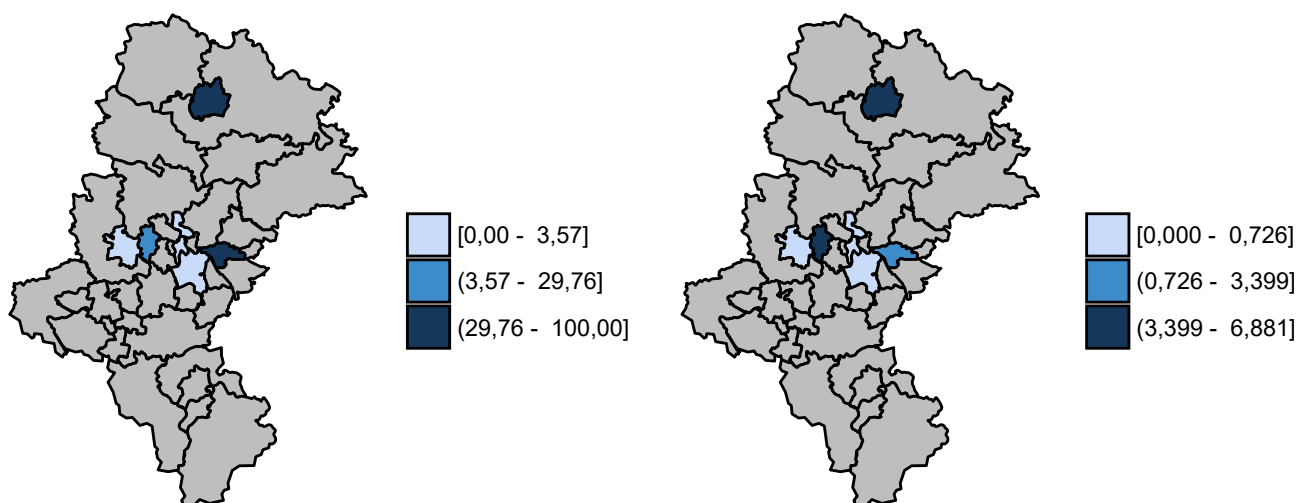 [0,00 - 3,57]
(3,57 - 29,76]
(29,76 - 100,00]
[0,000 - 0,726]
(0,726 - 3,399]
(3,399 - 6,881]